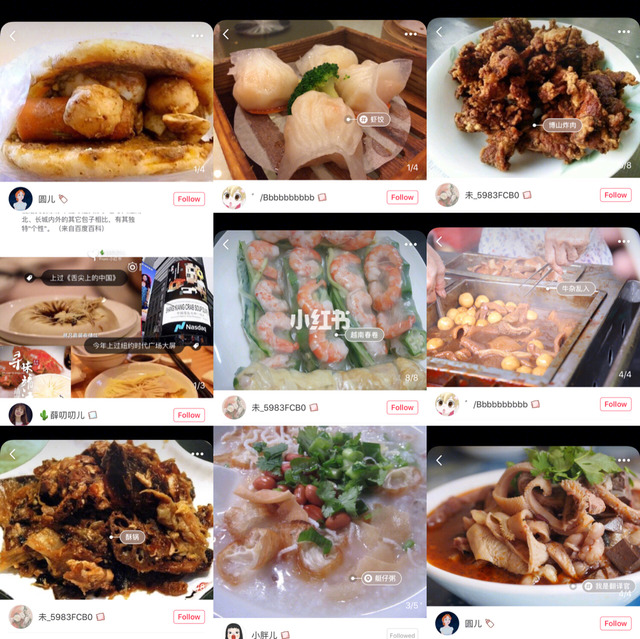 1/4
圆儿
Follow
虾饺
1/4
゜/Bbbbbbbbbb
Follow
博山炸肉
/8
未_5983FCB0
Follow
北、长城内外的其它包子相比、有其独
特"个性"。（来自百度百科）
上过《舌尖上的中国》
JINGJIANG CRAB SOUP BUN
Nasdaq
今年上过纽约时代广场大屏
寻味
1/3
🌵薛叨叨儿
Follow
小红书
越南春卷
8/8
未_5983FCB0
Follow
牛杂乱入
4/4
゜/Bbbbbbbbbb
Follow
酥锅
未_5983FCB0
Follow
艇仔粥
3/5
小胖儿
Followed
我是翻译官
圆儿
Follow